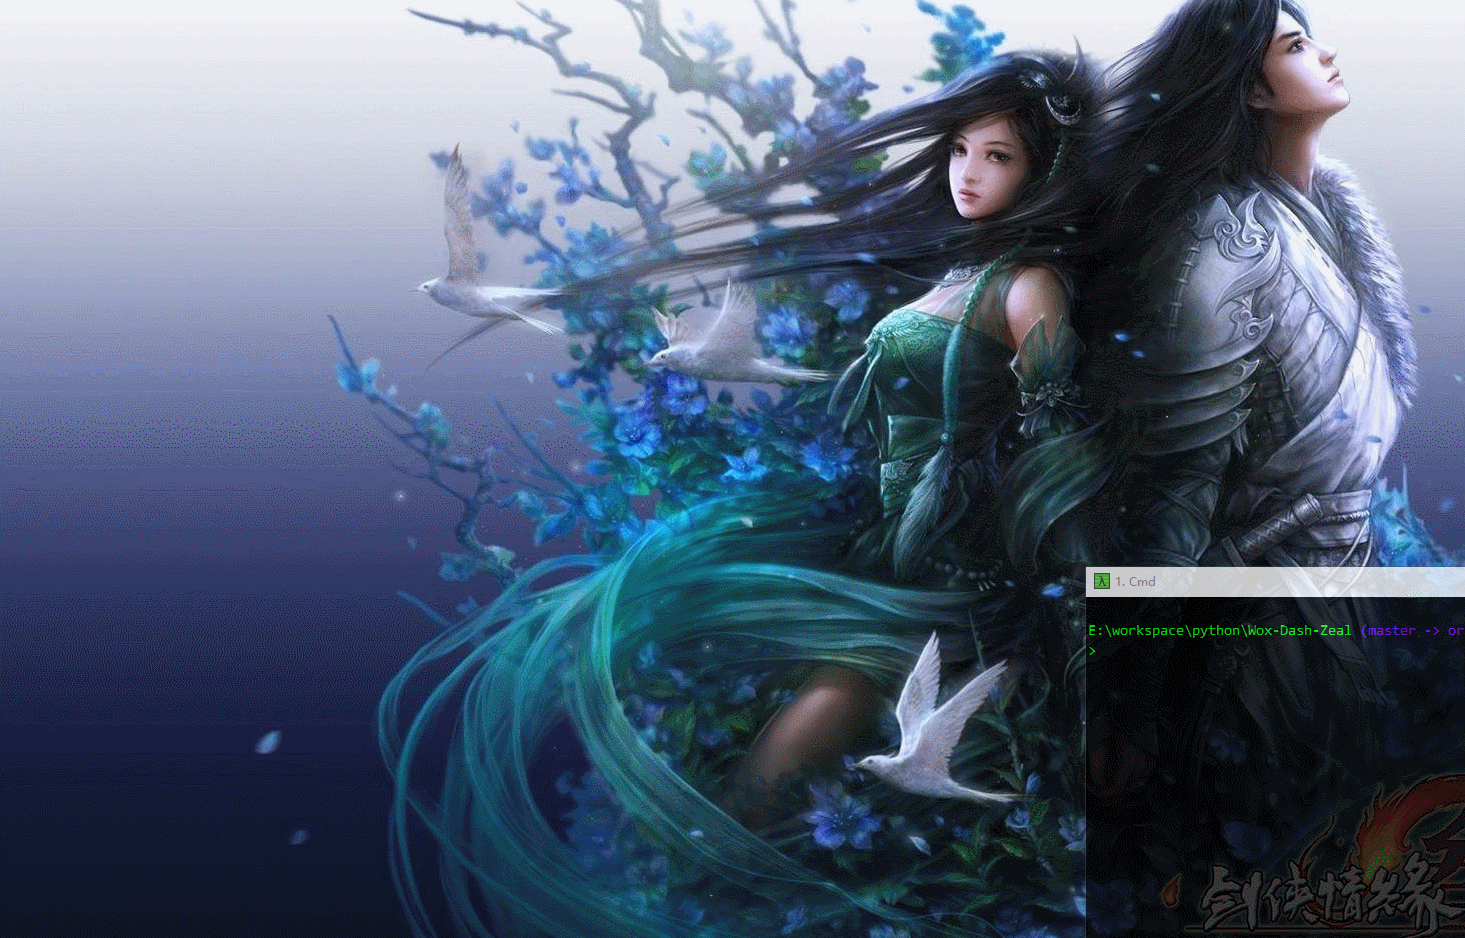 1. Cmd
E:\workspace\python\Wox-Dash-Zeal (master -> or
>
剑侠情缘